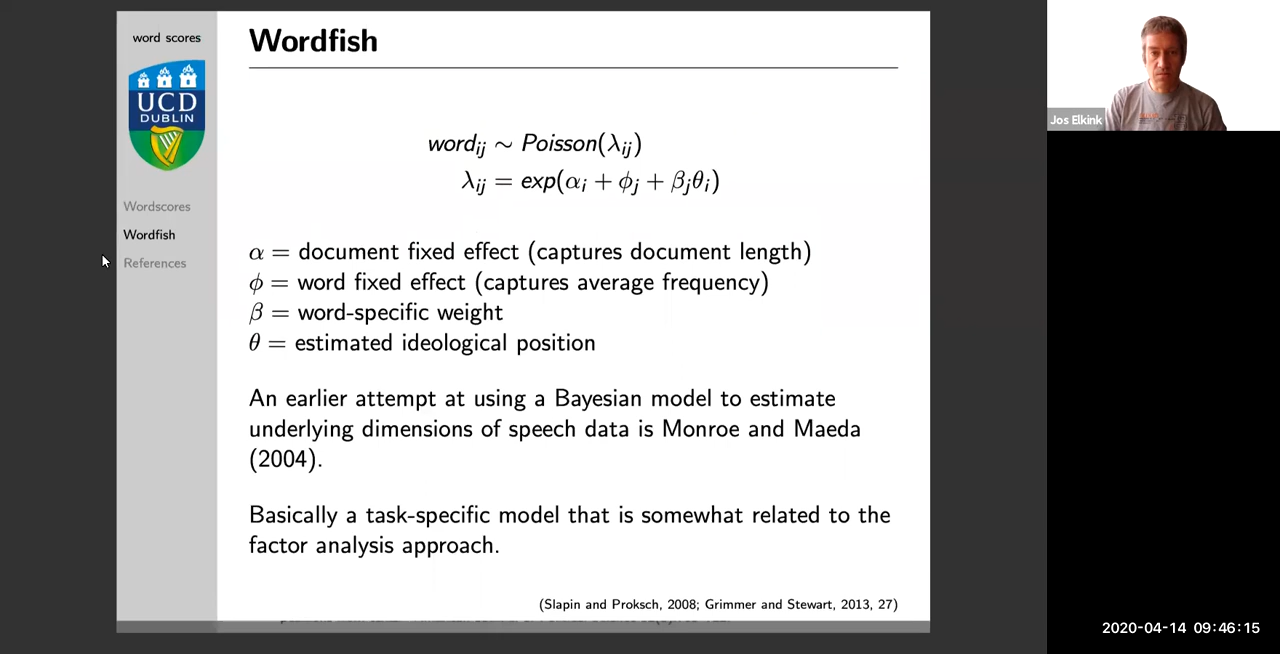 word scores
UCD
DUBLIN
Wordscores
Wordfish
References
Wordfish
word_ij ∼ Poisson(λ_ij)
λ_ij = exp(α_i + ϕ_j + β_jθ_i)
α = document fixed effect (captures document length)
ϕ = word fixed effect (captures average frequency)
β = word-specific weight
θ = estimated ideological position
An earlier attempt at using a Bayesian model to estimate
underlying dimensions of speech data is Monroe and Maeda
(2004).
Basically a task-specific model that is somewhat related to the
factor analysis approach.
(Slapin and Proksch, 2008; Grimmer and Stewart, 2013, 27)
Jos Elkink
2020-04-14 09:46:15